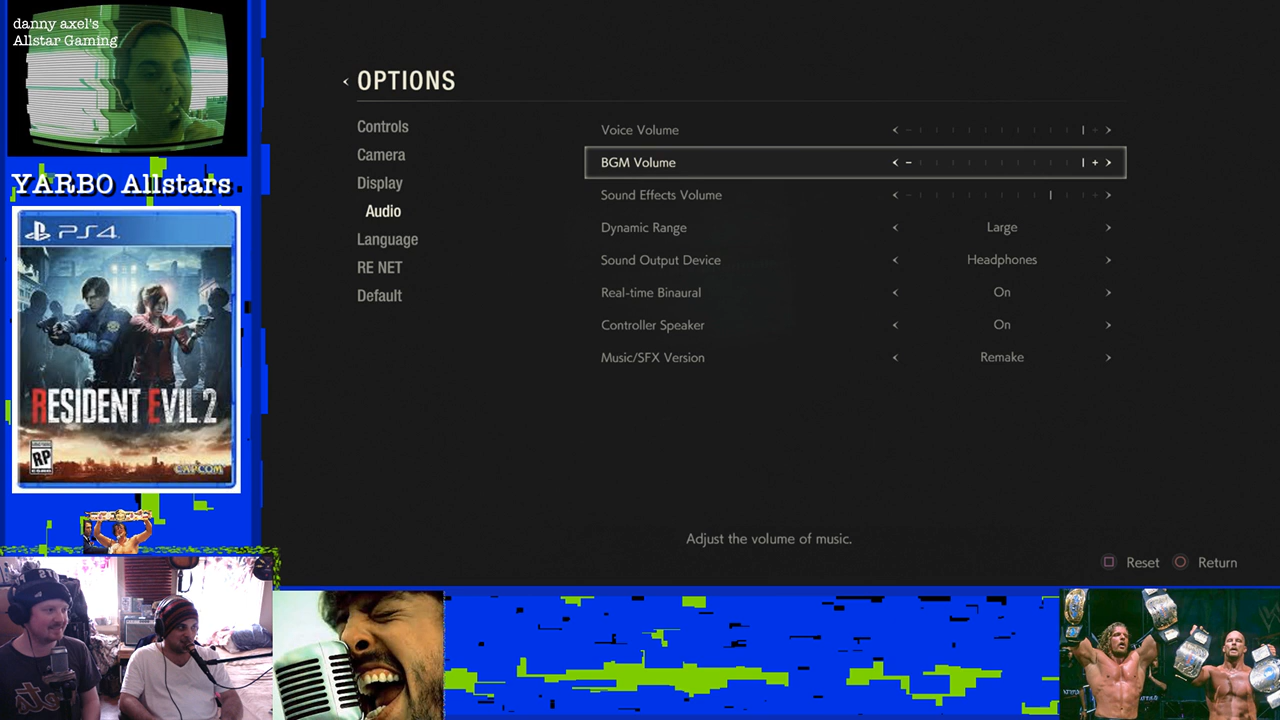 danny axel's
Allstar Gaming
YARBO Allstars
PS4
RESIDENT EVIL 2
RP
CAPCOM
OPTIONS
Controls
Camera
Display
Audio
Language
RE NET
Default
Voice Volume
BGM Volume
Sound Effects Volume
Dynamic Range Large
Sound Output Device Headphones
Real-time Binaural On
Controller Speaker On
Music/SFX Version Remake
Adjust the volume of music.
Reset Return